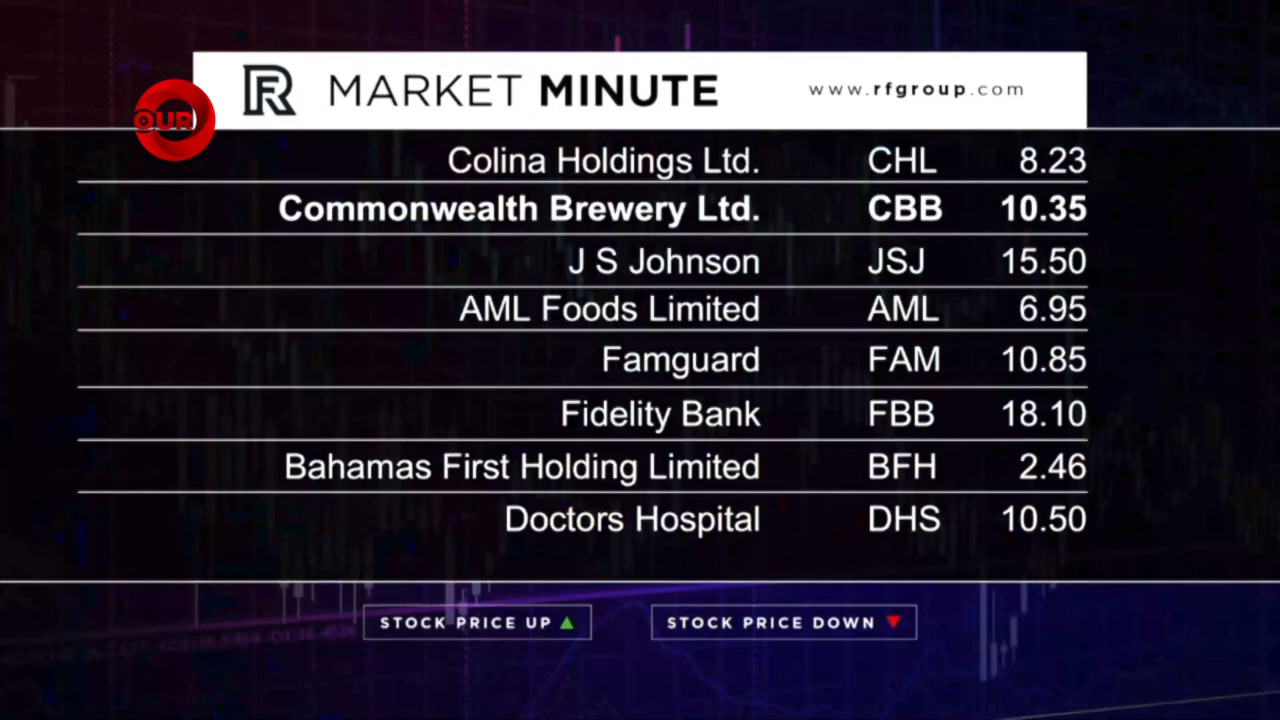 OUR
FR MARKET MINUTE www.rfgroup.com
Colina Holdings Ltd. CHL 8.23
Commonwealth Brewery Ltd. CBB 10.35
J S Johnson JSJ 15.50
AML Foods Limited AML 6.95
Famguard FAM 10.85
Fidelity Bank FBB 18.10
Bahamas First Holding Limited BFH 2.46
Doctors Hospital DHS 10.50
STOCK PRICE UP STOCK PRICE DOWN